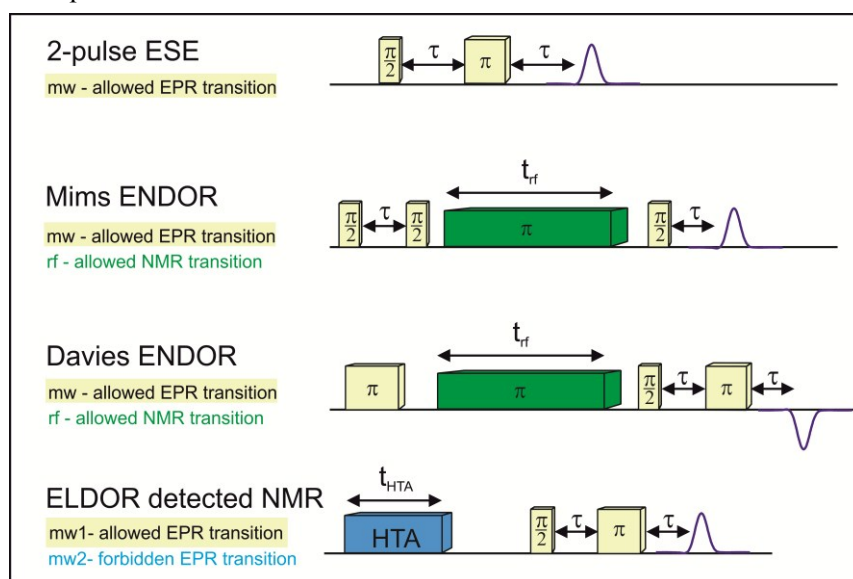 2-pulse ESE
mw - allowed EPR transition
π/2 τ π τ
Mims ENDOR
mw - allowed EPR transition
rf - allowed NMR transition
t_rf
π/2 τ π/2 π π/2 τ
Davies ENDOR
mw - allowed EPR transition
rf - allowed NMR transition
t_rf
π π π/2 τ π τ
ELDOR detected NMR
mw1- allowed EPR transition
mw2- forbidden EPR transition
t_HTA
HTA π/2 τ π τ